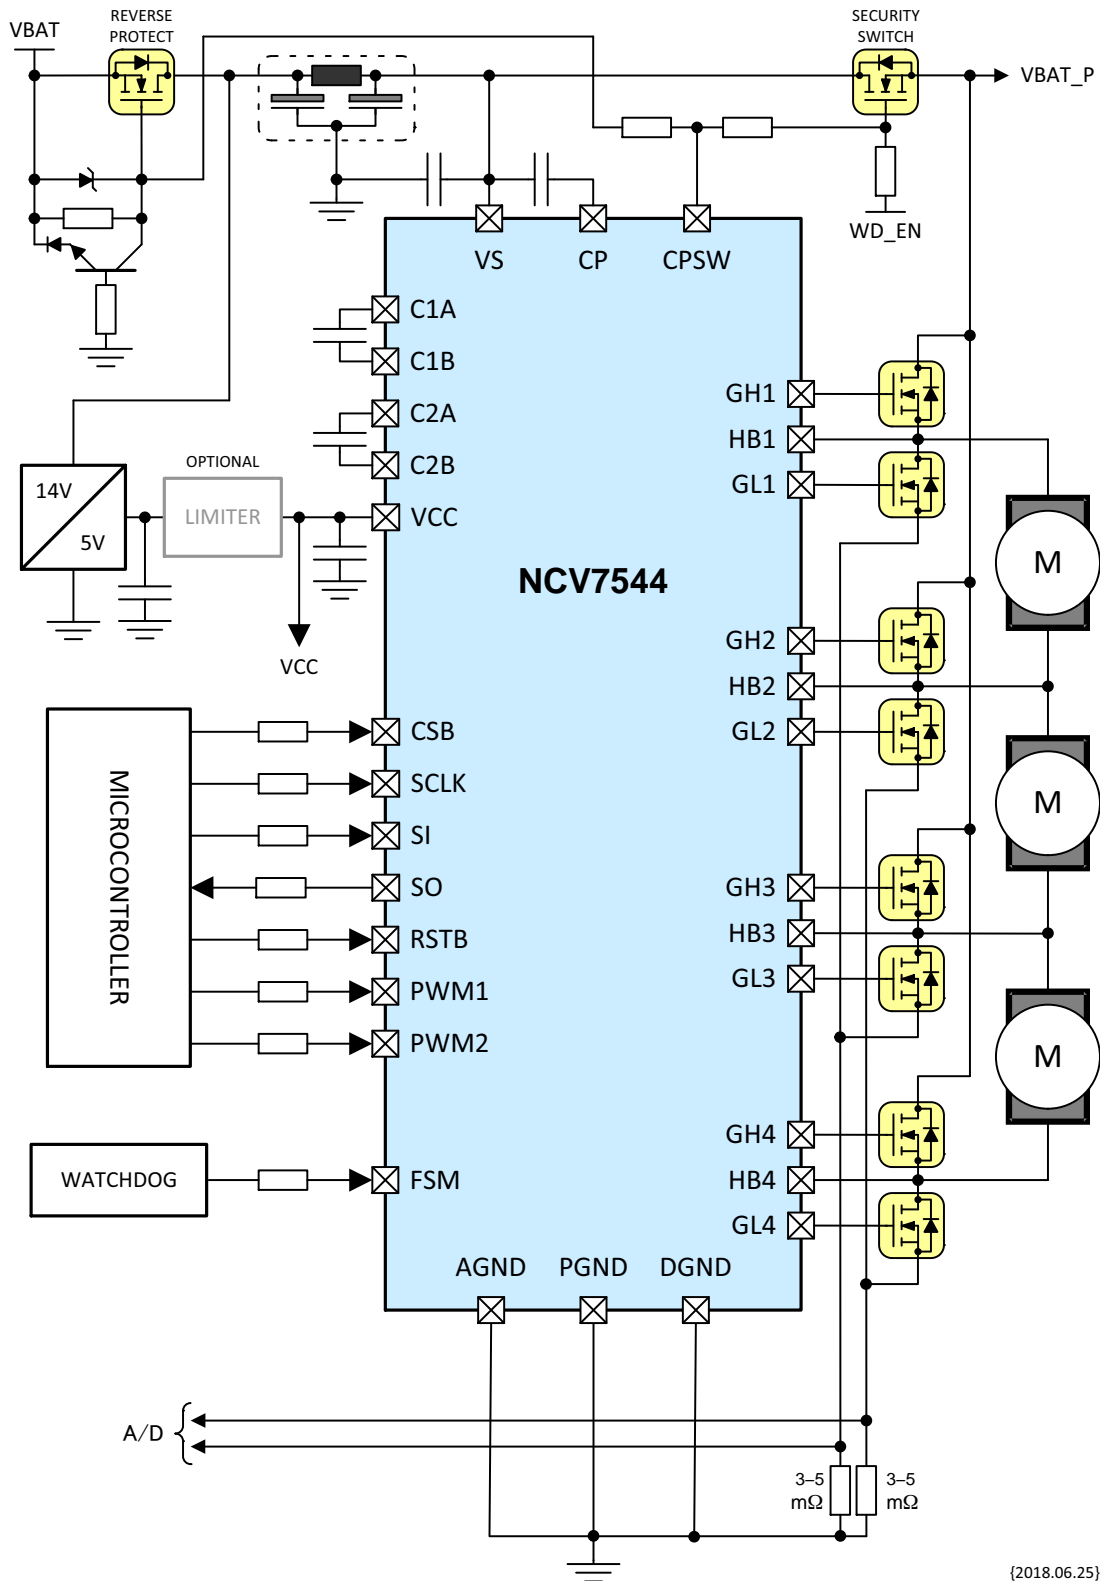 REVERSE
PROTECT
SECURITY
SWITCH
VBAT
VBAT_P
WD_EN
VS
CP
CPSW
C1A
C1B
C2A
C2B
VCC
GH1
HB1
GL1
OPTIONAL
14V
5V
LIMITER
NCV7544
M
VCC
GH2
HB2
GL2
MICROCONTROLLER
CSB
SCLK
SI
SO
RSTB
PWM1
PWM2
M
GH3
HB3
GL3
M
GH4
HB4
GL4
WATCHDOG
FSM
AGND
PGND
DGND
A/D
3–5
mΩ
3–5
mΩ
{2018.06.25}